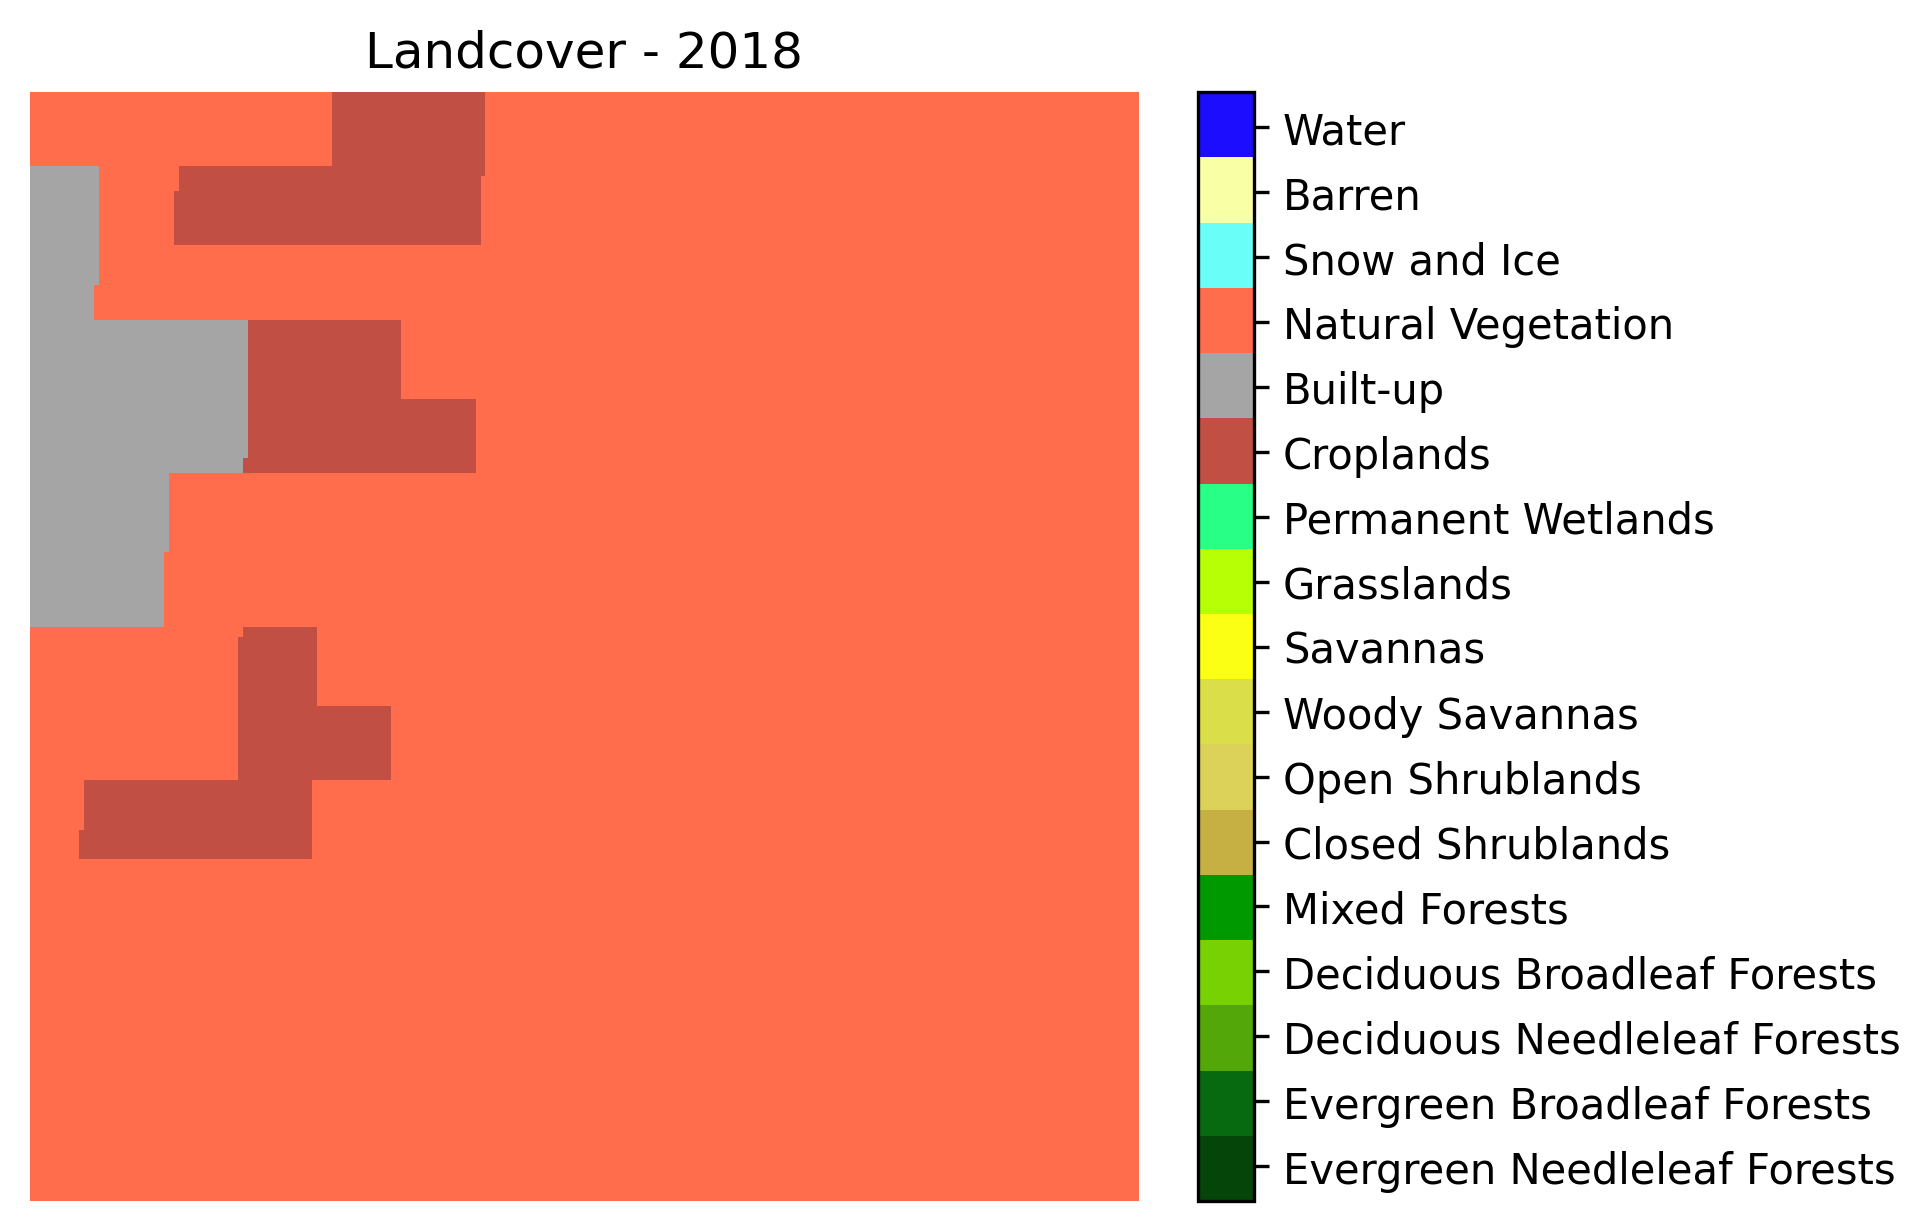 Landcover - 2018
Water
Barren
Snow and Ice
Natural Vegetation
Built-up
Croplands
Permanent Wetlands
Grasslands
Savannas
Woody Savannas
Open Shrublands
Closed Shrublands
Mixed Forests
Deciduous Broadleaf Forests
Deciduous Needleleaf Forests
Evergreen Broadleaf Forests
Evergreen Needleleaf Forests